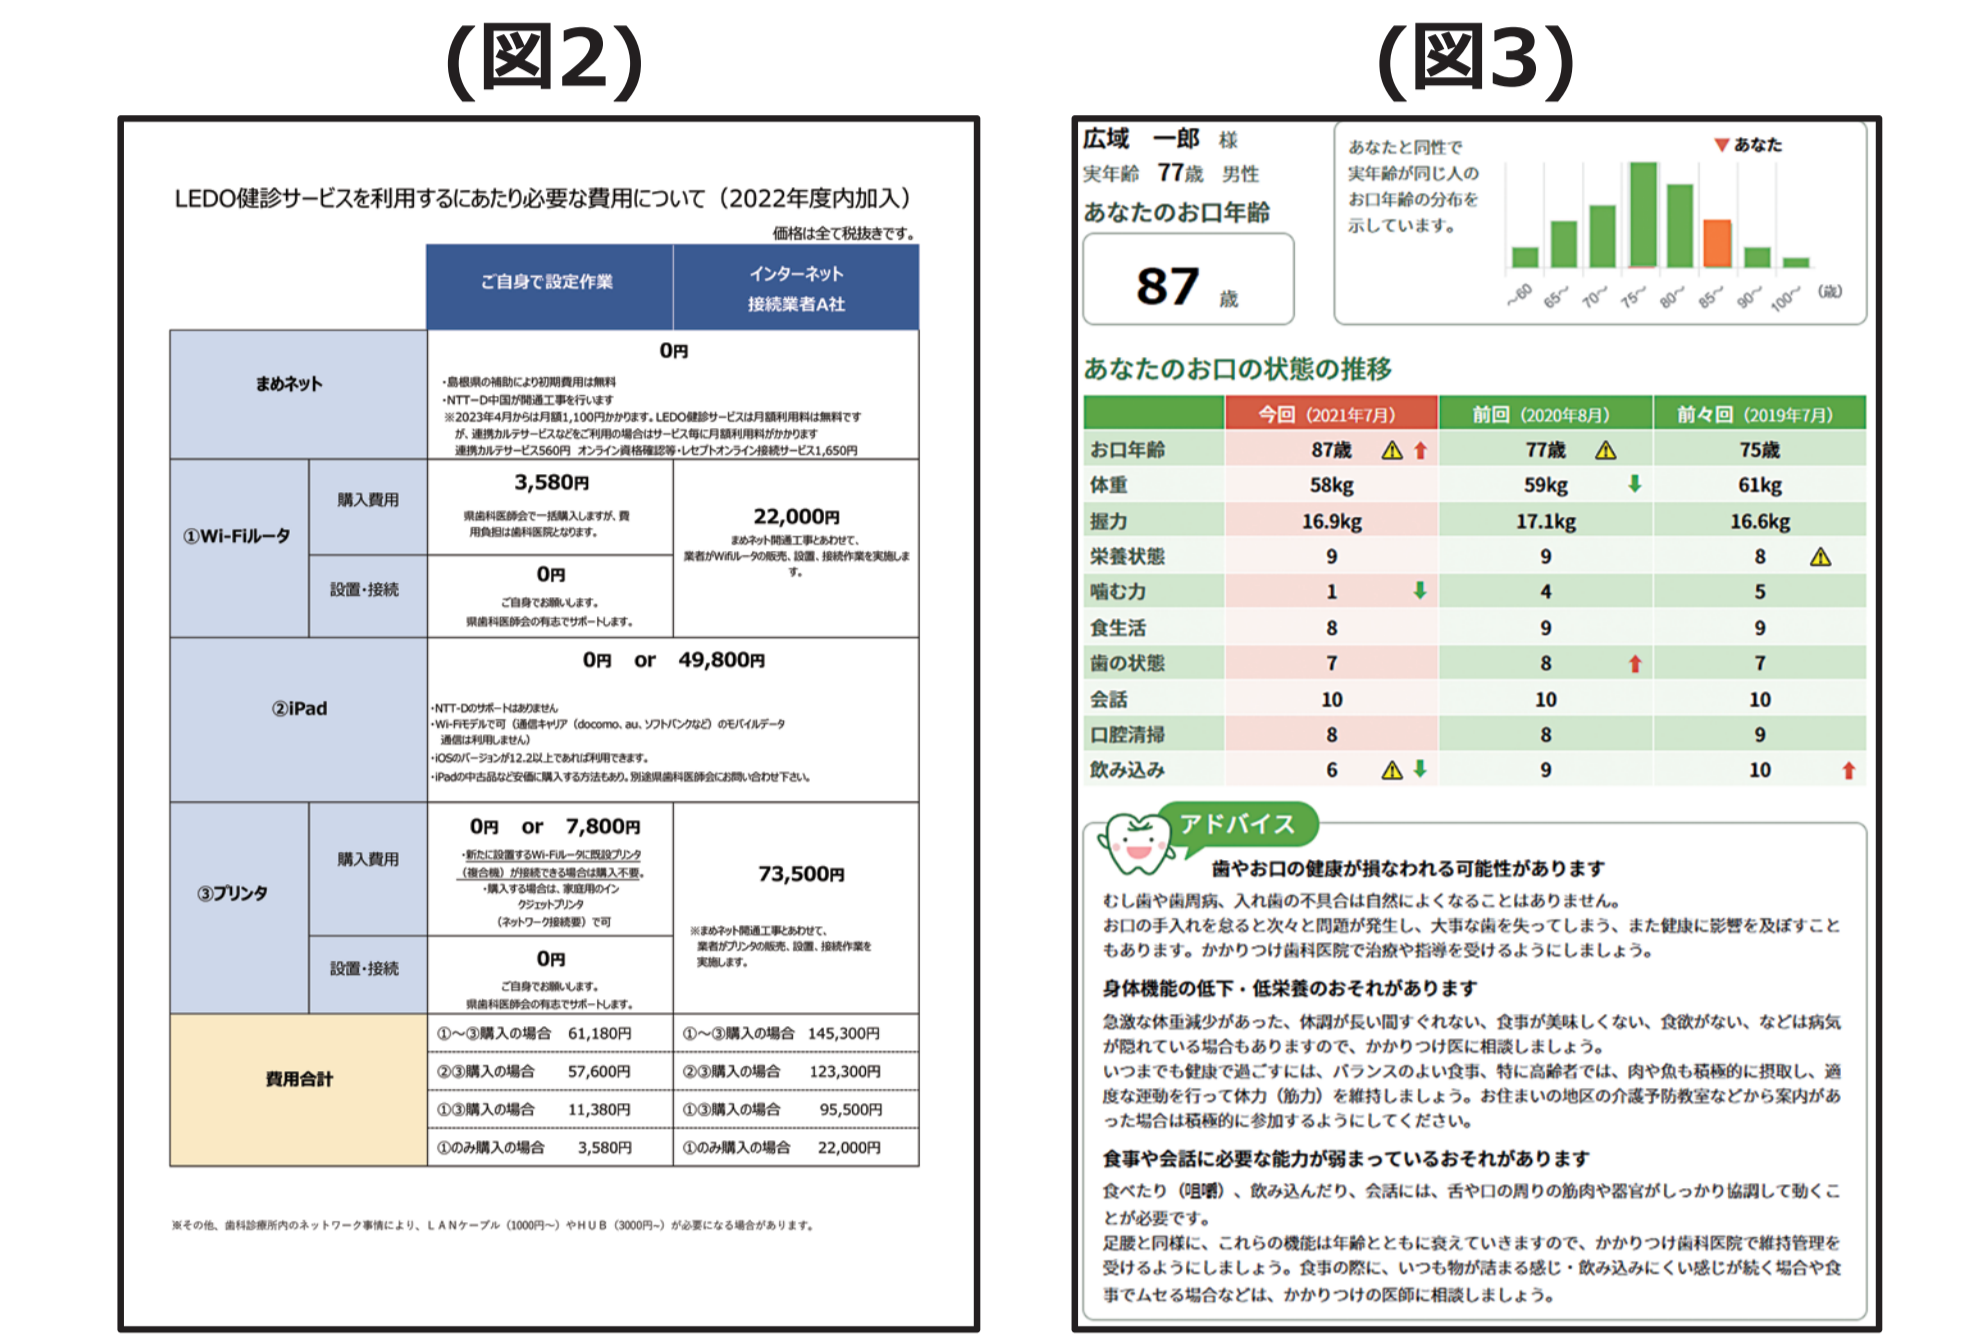 (図2)
LEDO健診サービスを利用するにあたり必要な費用について（2022年度内加入）
価格は全て税抜きです。
ご自身で設定作業
インターネット
接続業者A社
まめネット
0円
・島根県の補助により初期費用は無料
・NTT－D中国が開通工事を行います
※2023年4月からは月額1,100円かかります。LEDO健診サービスは月額利用料は無料です
が、連携カルテサービスなどをご利用の場合はサービス毎に月額利用料がかかります
連携カルテサービス560円　オンライン資格確認等・レセプトオンライン接続サービス1,650円
①Wi-Fiルータ
購入費用
3,580円
県歯科医師会で一括購入しますが、費
用負担は歯科医院となります。
設置・接続
0円
ご自身でお願いします。
県歯科医師会の有志でサポートします。
22,000円
まめネット開通工事とあわせて、
業者がWifiルータの販売、設置、接続作業を実施しま
す。
②iPad
0円　or　49,800円
・NTT-Dのサポートはありません
・Wi-Fiモデルで可（通信キャリア（docomo、au、ソフトバンクなど）のモバイルデータ
通信は利用しません）
・iOSのバージョンが12.2以上であれば利用できます。
・iPadの中古品など安価に購入する方法もあり。別途県歯科医師会にお問い合わせ下さい。
③プリンタ
購入費用
0円　or　7,800円
・新たに設置するWi-Fiルータに既設プリンタ
（複合機）が接続できる場合は購入不要。
・購入する場合は、家庭用のイン
クジェットプリンタ
（ネットワーク接続要）で可
設置・接続
0円
ご自身でお願いします。
県歯科医師会の有志でサポートします。
73,500円
※まめネット開通工事とあわせて、
業者がプリンタの販売、設置、接続作業を
実施します。
費用合計
①～③購入の場合　61,180円　①～③購入の場合　145,300円
②③購入の場合　57,600円　②③購入の場合　123,300円
①③購入の場合　11,380円　①③購入の場合　95,500円
①のみ購入の場合　3,580円　①のみ購入の場合　22,000円
※その他、歯科診療所内のネットワーク事情により、ＬＡＮケーブル（1000円～）やＨＵＢ（3000円~）が必要になる場合があります。
(図3)
広域　一郎　様
実年齢　77歳　男性
あなたのお口年齢
87 歳
あなたと同性で
実年齢が同じ人の
お口年齢の分布を
示しています。
▼あなた
～60 65～ 70～ 75～ 80～ 85～ 90～ 100～ （歳）
あなたのお口の状態の推移
今回（2021年7月） 前回（2020年8月） 前々回（2019年7月）
お口年齢 87歳 ⚠ ⬆ 77歳 ⚠ 75歳
体重 58kg 59kg ⬇ 61kg
握力 16.9kg 17.1kg 16.6kg
栄養状態 9 9 8 ⚠
噛む力 1 ⬇ 4 5
食生活 8 9 9
歯の状態 7 8 ⬆ 7
会話 10 10 10
口腔清掃 8 8 9
飲み込み 6 ⚠ ⬇ 9 10 ⬆
アドバイス
歯やお口の健康が損なわれる可能性があります
むし歯や歯周病、入れ歯の不具合は自然によくなることはありません。
お口の手入れを怠ると次々と問題が発生し、大事な歯を失ってしまう、また健康に影響を及ぼすこと
もあります。かかりつけ歯科医院で治療や指導を受けるようにしましょう。
身体機能の低下・低栄養のおそれがあります
急激な体重減少があった、体調が長い間すぐれない、食事が美味しくない、食欲がない、などは病気
が隠れている場合もありますので、かかりつけ医に相談しましょう。
いつまでも健康で過ごすには、バランスのよい食事、特に高齢者では、肉や魚も積極的に摂取し、適
度な運動を行って体力（筋力）を維持しましょう。お住まいの地区の介護予防教室などから案内があ
った場合は積極的に参加するようにしてください。
食事や会話に必要な能力が弱まっているおそれがあります
食べたり（咀嚼）、飲み込んだり、会話には、舌や口の周りの筋肉や器官がしっかり協調して動くこ
とが必要です。
足腰と同様に、これらの機能は年齢とともに衰えていきますので、かかりつけ歯科医院で維持管理を
受けるようにしましょう。食事の際に、いつも物が詰まる感じ・飲み込みにくい感じが続く場合や食
事でムセる場合などは、かかりつけの医師に相談しましょう。